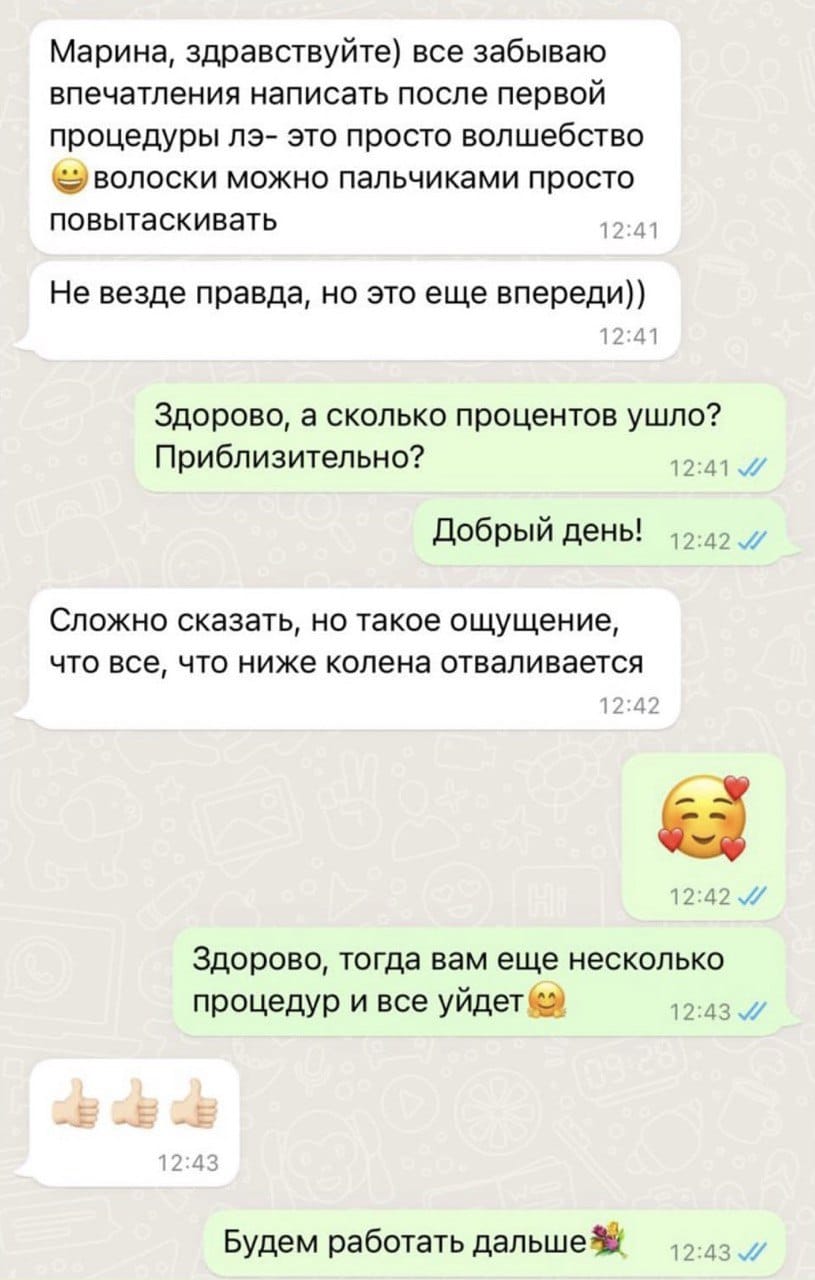 Марина, здравствуйте) все забываю
впечатления написать после первой
процедуры лэ- это просто волшебство
😀волоски можно пальчиками просто
повытаскивать
12:41
Не везде правда, но это еще впереди))
12:41
Здорово, а сколько процентов ушло?
Приблизительно?
12:41
Добрый день!
12:42
Сложно сказать, но такое ощущение,
что все, что ниже колена отваливается
12:42
🥰
12:42
Здорово, тогда вам еще несколько
процедур и все уйдет🤗
12:43
👍🏻👍🏻👍🏻
12:43
Будем работать дальше💐
12:43